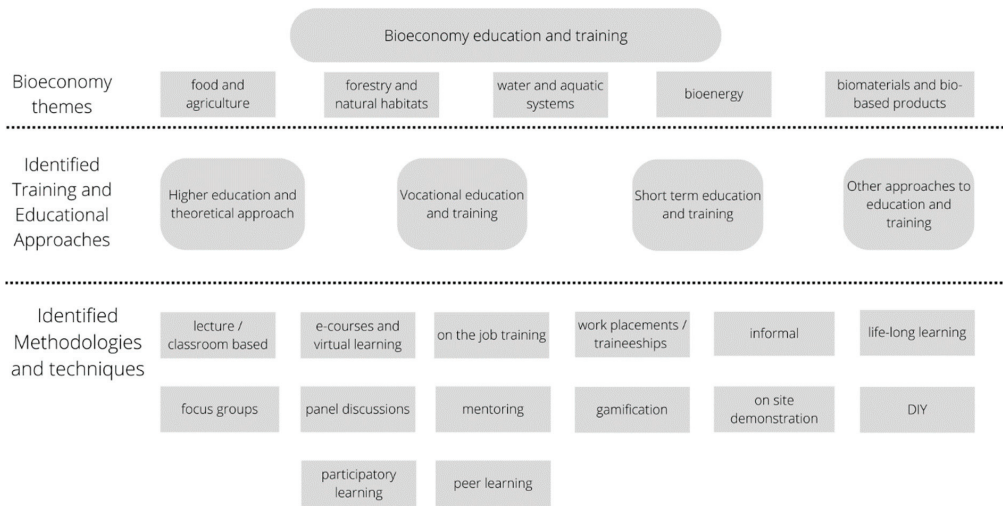 Bioeconomy education and training
Bioeconomy
themes
food and
agriculture
forestry and
natural habitats
water and aquatic
systems
bioenergy
biomaterials and bio-
based products
Identified
Training and
Educational
Approaches
Higher education and
theoretical approach
Vocational education
and training
Short term education
and training
Other approaches to
education and
training
Identified
Methodologies
and techniques
lecture /
classroom based
e-courses and
virtual learning
on the job training
work placements /
traineeships
informal
life-long learning
focus groups
panel discussions
mentoring
gamification
on site
demonstration
DIY
participatory
learning
peer learning